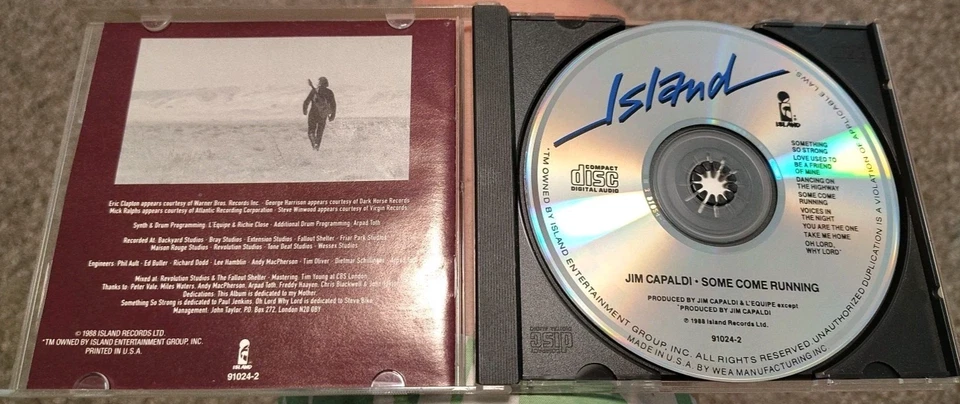 Eric Clapton appears courtesy of Warner Bros. Records Inc. · George Harrison appears courtesy of Dark Horse Records
Mick Ralphs appears courtesy of Atlantic Recording Corporation · Steve Winwood appears courtesy of Virgin Records
Synth & Drum Programming: L'Equipe & Richie Close · Additional Drum Programming: Arpad Toth
Recorded At: Backyard Studios · Bray Studios · Extension Studios · Fallout Shelter · Friar Park Studios
Maison Rouge Studios · Revolution Studios · Tone Deaf Studios · Wessex Studios
Engineers: Phil Ault · Ed Buller · Richard Dodd · Lee Hamblin · Andy MacPherson · Tim Oliver · Dietmar Schillinger · Arpad Toth
Mixed at: Revolution Studios & The Fallout Shelter · Mastering: Tim Young at CBS London
Thanks to: Peter Vale, Miles Waters, Andy MacPherson, Arpad Toth, Freddy Haayen, Chris Blackwell &
Dedications: This Album is dedicated to my Mother.
Something So Strong is dedicated to Paul Jenkins. Oh Lord Why Lord is dedicated to Steve Biko.
Management: John Taylor, P.O. Box 272, London N20 0BY
© 1988 ISLAND RECORDS LTD.
*TM OWNED BY ISLAND ENTERTAINMENT GROUP, INC.
PRINTED IN U.S.A.
ISLAND
91024-2
Island
ISLAND
COMPACT
disc
DIGITAL AUDIO
SOMETHING
SO STRONG
LOVE USED TO
BE A FRIEND
OF MINE
DANCING ON
THE HIGHWAY
SOME COME
RUNNING
VOICES IN
THE NIGHT
YOU ARE THE ONE
TAKE ME HOME
OH LORD,
WHY LORD*
JIM CAPALDI · SOME COME RUNNING
PRODUCED BY JIM CAPALDI & L'EQUIPE except
*PRODUCED BY JIM CAPALDI
℗ 1988 Island Records Ltd.
91024-2
*TM OWNED BY ISLAND ENTERTAINMENT GROUP, INC. ALL RIGHTS RESERVED UNAUTHORIZED DUPLICATION IS A VIOLATION OF APPLICABLE LAWS
MADE IN U.S.A. BY WEA MANUFACTURING INC.
disc